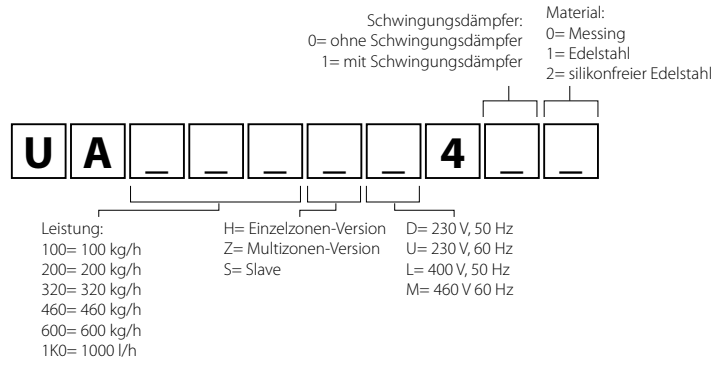 Schwingungsdämpfer:
0= ohne Schwingungsdämpfer
1= mit Schwingungsdämpfer
Material:
0= Messing
1= Edelstahl
2= silikonfreier Edelstahl
U A _ _ _ _ _ 4 _ _
Leistung:
100= 100 kg/h
200= 200 kg/h
320= 320 kg/h
460= 460 kg/h
600= 600 kg/h
1K0= 1000 l/h
H= Einzelzonen-Version
Z= Multizonen-Version
S= Slave
D= 230 V, 50 Hz
U= 230 V, 60 Hz
L= 400 V, 50 Hz
M= 460 V 60 Hz